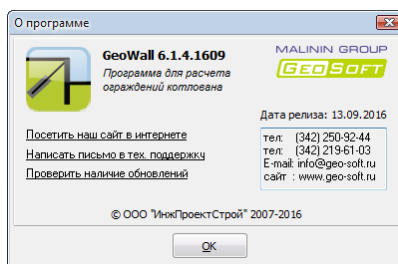 О программе
GeoWall 6.1.4.1609
Программа для расчета
ограждений котлована
MALININ GROUP
GEOSOFT
Дата релиза: 13.09.2016
Посетить наш сайт в интернете
Написать письмо в тех. поддержку
Проверить наличие обновлений
тел: (342) 250-92-44
тел: (342) 219-61-03
E-mail: info@geo-soft.ru
сайт : www.geo-soft.ru
© ООО "ИнжПроектСтрой" 2007-2016
OK